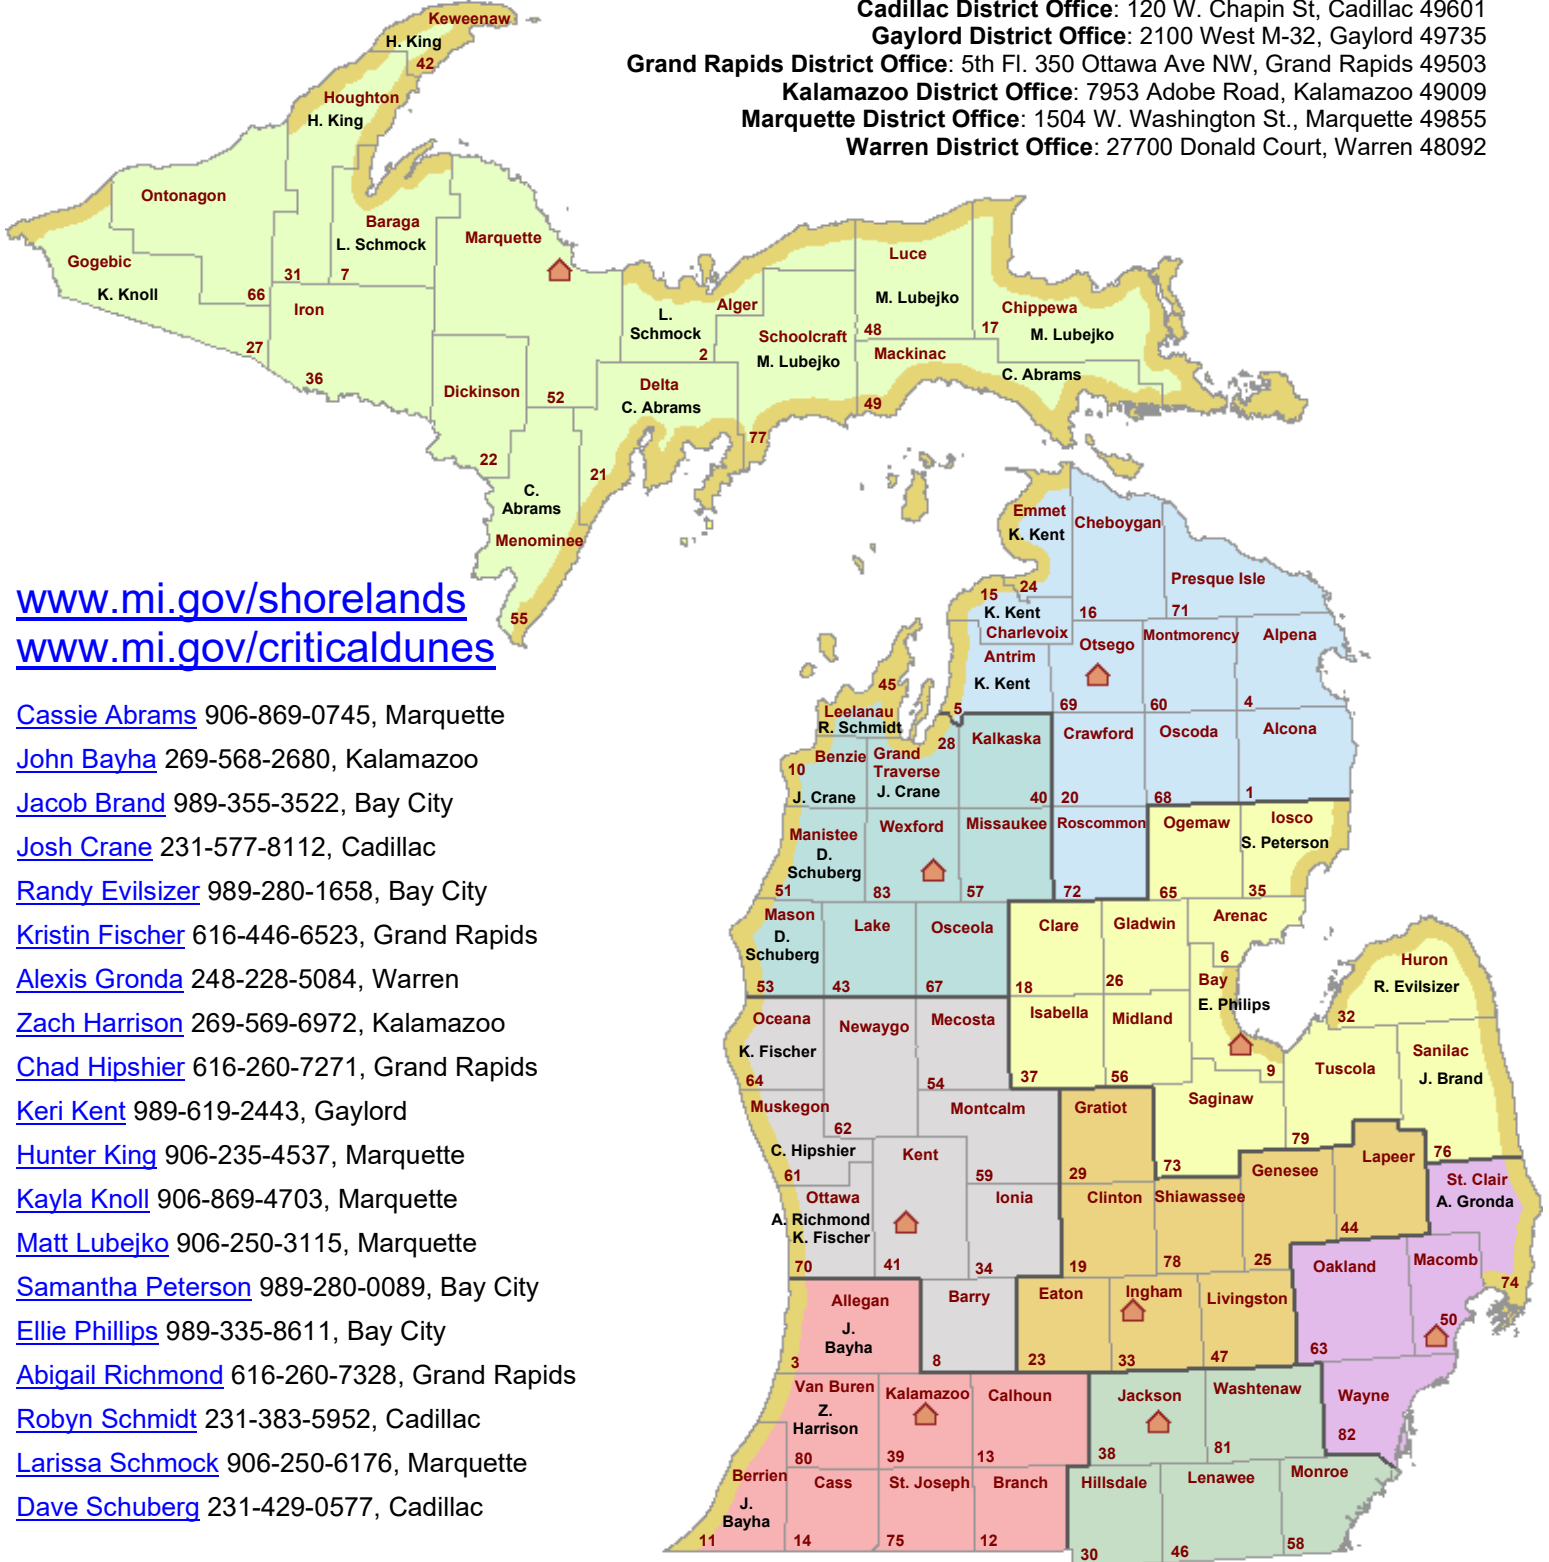 Cadillac District Office: 120 W. Chapin St, Cadillac 49601
Gaylord District Office: 2100 West M-32, Gaylord 49735
Grand Rapids District Office: 5th Fl. 350 Ottawa Ave NW, Grand Rapids 49503
Kalamazoo District Office: 7953 Adobe Road, Kalamazoo 49009
Marquette District Office: 1504 W. Washington St., Marquette 49855
Warren District Office: 27700 Donald Court, Warren 48092
Keweenaw
H. King
42
Houghton
H. King
31
Ontonagon
66
Gogebic
K. Knoll
27
Baraga
L. Schmock
7
Iron
36
Marquette
52
Dickinson
22
L.
Schmock
Alger
2
Delta
C. Abrams
21
C.
Abrams
Menominee
55
Schoolcraft
M. Lubejko
77
Luce
M. Lubejko
48
Chippewa
M. Lubejko
17
Mackinac
C. Abrams
49
www.mi.gov/shorelands
www.mi.gov/criticaldunes
Cassie Abrams 906-869-0745, Marquette
John Bayha 269-568-2680, Kalamazoo
Jacob Brand 989-355-3522, Bay City
Josh Crane 231-577-8112, Cadillac
Randy Evilsizer 989-280-1658, Bay City
Kristin Fischer 616-446-6523, Grand Rapids
Alexis Gronda 248-228-5084, Warren
Zach Harrison 269-569-6972, Kalamazoo
Chad Hipshier 616-260-7271, Grand Rapids
Keri Kent 989-619-2443, Gaylord
Hunter King 906-235-4537, Marquette
Kayla Knoll 906-869-4703, Marquette
Matt Lubejko 906-250-3115, Marquette
Samantha Peterson 989-280-0089, Bay City
Ellie Phillips 989-335-8611, Bay City
Abigail Richmond 616-260-7328, Grand Rapids
Robyn Schmidt 231-383-5952, Cadillac
Larissa Schmock 906-250-6176, Marquette
Dave Schuberg 231-429-0577, Cadillac
Emmet
K. Kent
24
Cheboygan
16
Presque Isle
71
15
K. Kent
Charlevoix
Antrim
K. Kent
5
Otsego
69
Montmorency
60
Alpena
4
45
Leelanau
R. Schmidt
10
Benzie
J. Crane
28
Grand
Traverse
J. Crane
Kalkaska
40
Crawford
20
Oscoda
68
Alcona
1
Manistee
D.
Schuberg
51
Wexford
83
Missaukee
57
Roscommon
72
Ogemaw
65
Iosco
S. Peterson
35
Mason
D.
Schuberg
53
Lake
43
Osceola
67
Clare
18
Gladwin
26
Arenac
6
Bay
E. Philips
9
Huron
R. Evilsizer
32
Oceana
K. Fischer
64
Newaygo
62
Mecosta
54
Isabella
37
Midland
56
Saginaw
73
Tuscola
79
Sanilac
J. Brand
76
Muskegon
C. Hipshier
61
Montcalm
59
Gratiot
29
Kent
41
Ottawa
A. Richmond
K. Fischer
70
Ionia
34
Clinton
19
Shiawassee
78
Genesee
25
Lapeer
44
St. Clair
A. Gronda
74
Allegan
J.
Bayha
3
Barry
8
Eaton
23
Ingham
33
Livingston
47
Oakland
63
Macomb
50
Van Buren
Z.
Harrison
80
Kalamazoo
39
Calhoun
13
Jackson
38
Washtenaw
81
Wayne
82
Berrien
J.
Bayha
11
Cass
14
St. Joseph
75
Branch
12
Hillsdale
30
Lenawee
46
Monroe
58